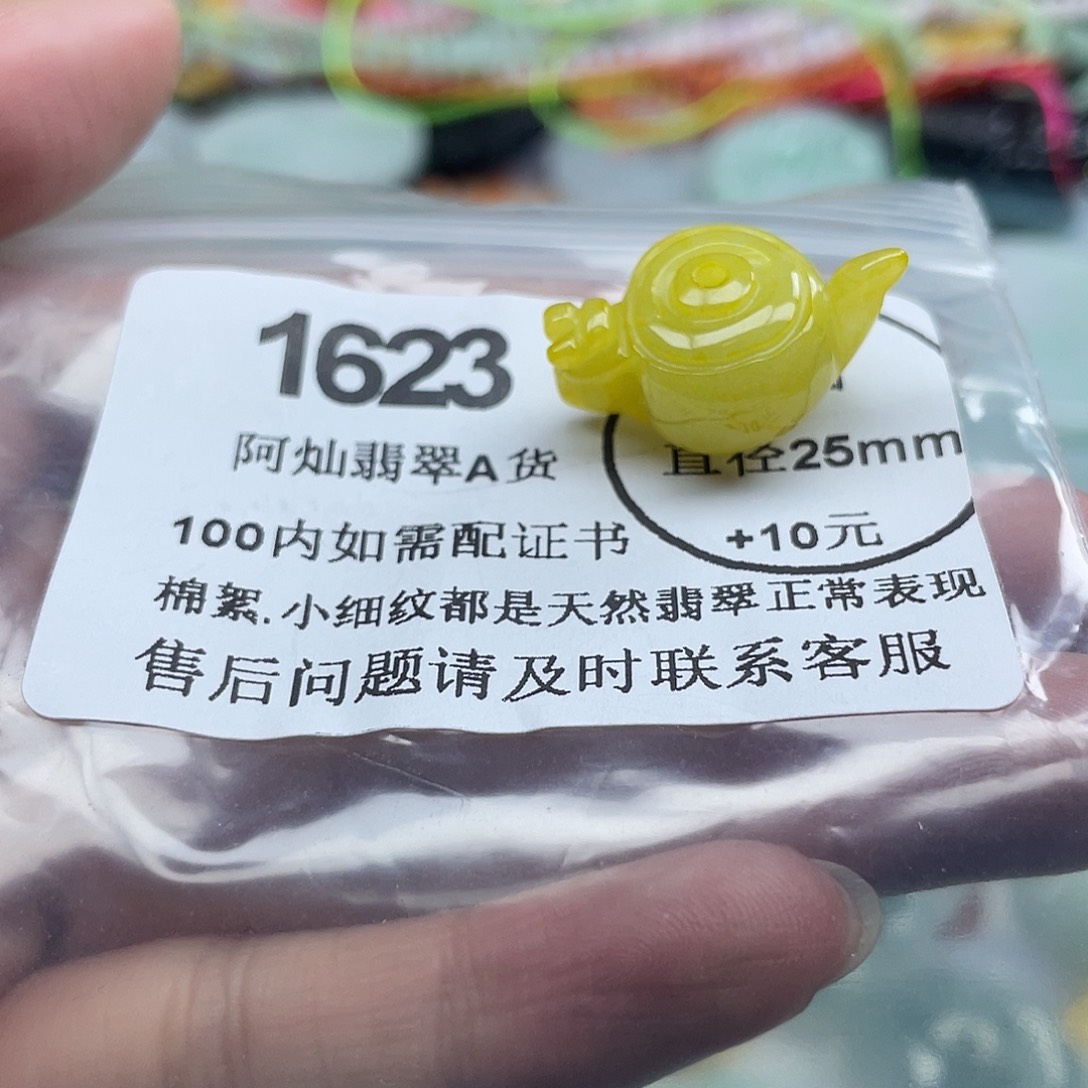 1623
阿灿翡翠A货
直径25mm
100内如需配证书
+10元
棉絮.小细纹都是天然翡翠正常表现
售后问题请及时联系客服